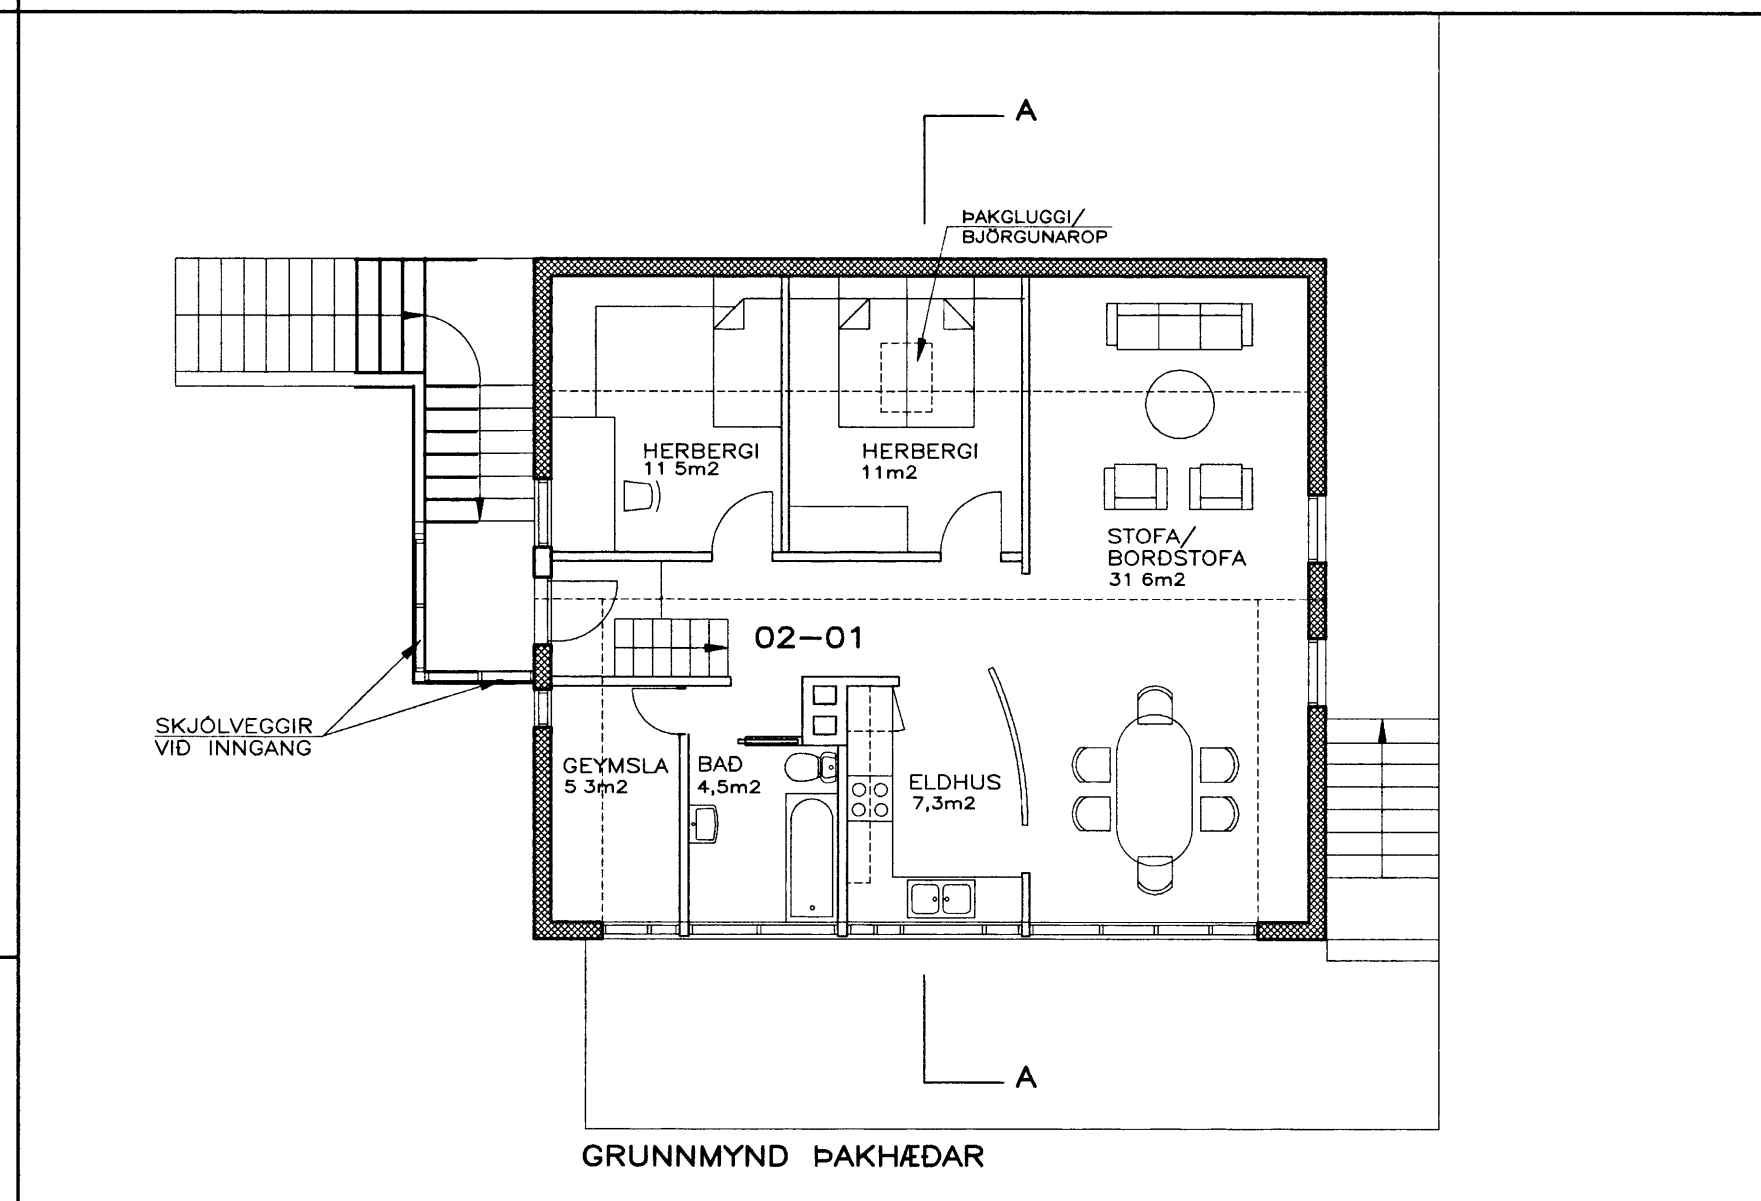 A
ÞAKGLUGGI/
BJÖRGUNAROP
HERBERGI
11 5m2
HERBERGI
11m2
STOFA/
BORÐSTOFA
31 6m2
02-01
SKJÓLVEGGIR
VIÐ INNGANG
GEYMSLA
5 3m2
BAÐ
4,5m2
ELDHUS
7,3m2
A
GRUNNMYND ÞAKHÆÐAR